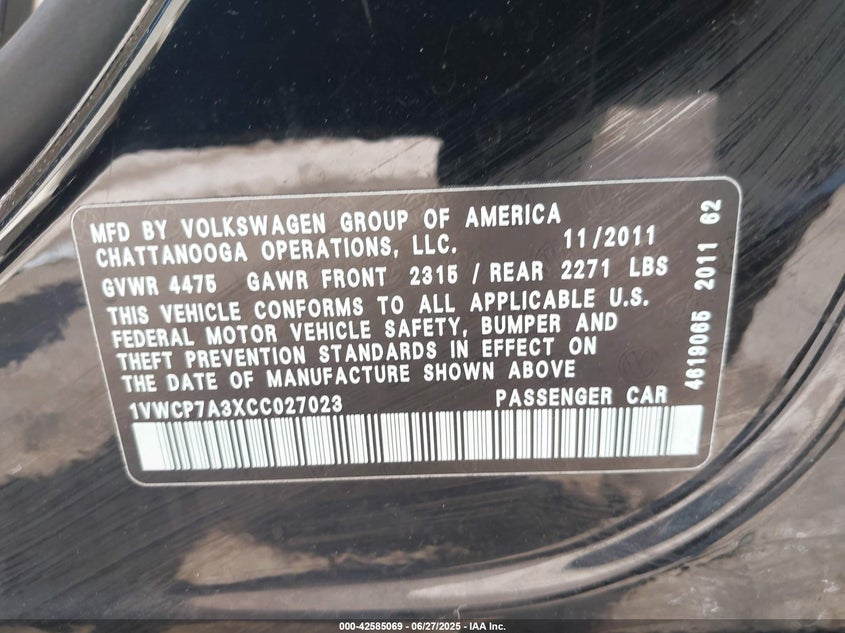 MFD BY VOLKSWAGEN GROUP OF AMERICA
CHATTANOOGA OPERATIONS, LLC. 11/2011
GVWR 4475 GAWR FRONT 2315 / REAR 2271 LBS
THIS VEHICLE CONFORMS TO ALL APPLICABLE U.S.
FEDERAL MOTOR VEHICLE SAFETY, BUMPER AND
THEFT PREVENTION STANDARDS IN EFFECT ON
THE DATE OF MANUFACTURE SHOWN ABOVE
1VWCP7A3XCC027023 PASSENGER CAR
4619065 2011 62
000-42585069 - 06/27/2025 - IAA Inc.